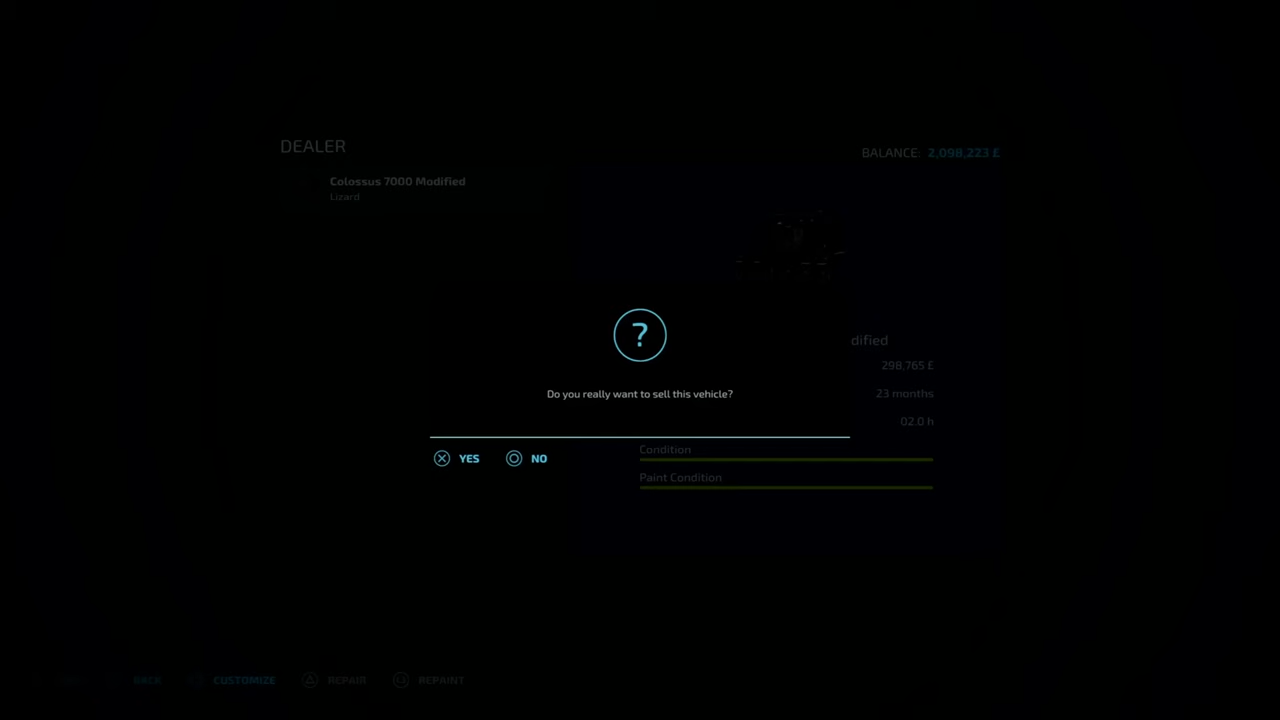 DEALER
BALANCE: 2,098,223 £
Colossus 7000 Modified
Lizard
?
dified
298,765 £
23 months
Do you really want to sell this vehicle?
02.0 h
Condition
YES NO
Paint Condition
BACK CUSTOMIZE REPAIR REPAINT